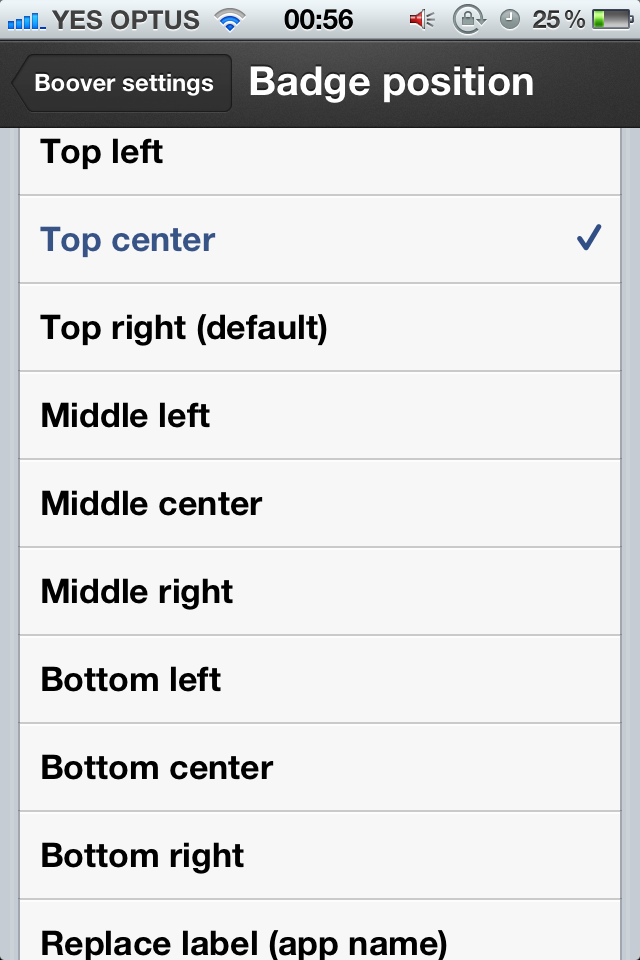 YES OPTUS 00:56 25 %
Boover settings Badge position
Top left
Top center
Top right (default)
Middle left
Middle center
Middle right
Bottom left
Bottom center
Bottom right
Replace label (app name)